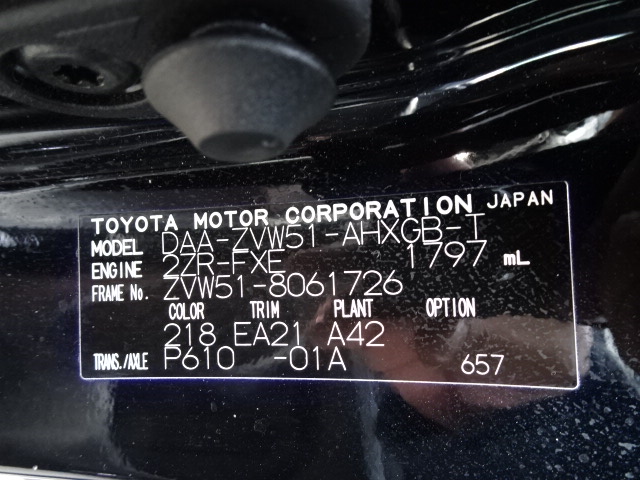 TOYOTA MOTOR CORPORATION JAPAN
MODEL DAA-ZVW51-AHXGB-T
ENGINE 2ZR-FXE 1797 mL
FRAME No. ZVW51-8061726
COLOR TRIM PLANT OPTION
218 EA21 A42
TRANS./AXLE P610 -01A 657